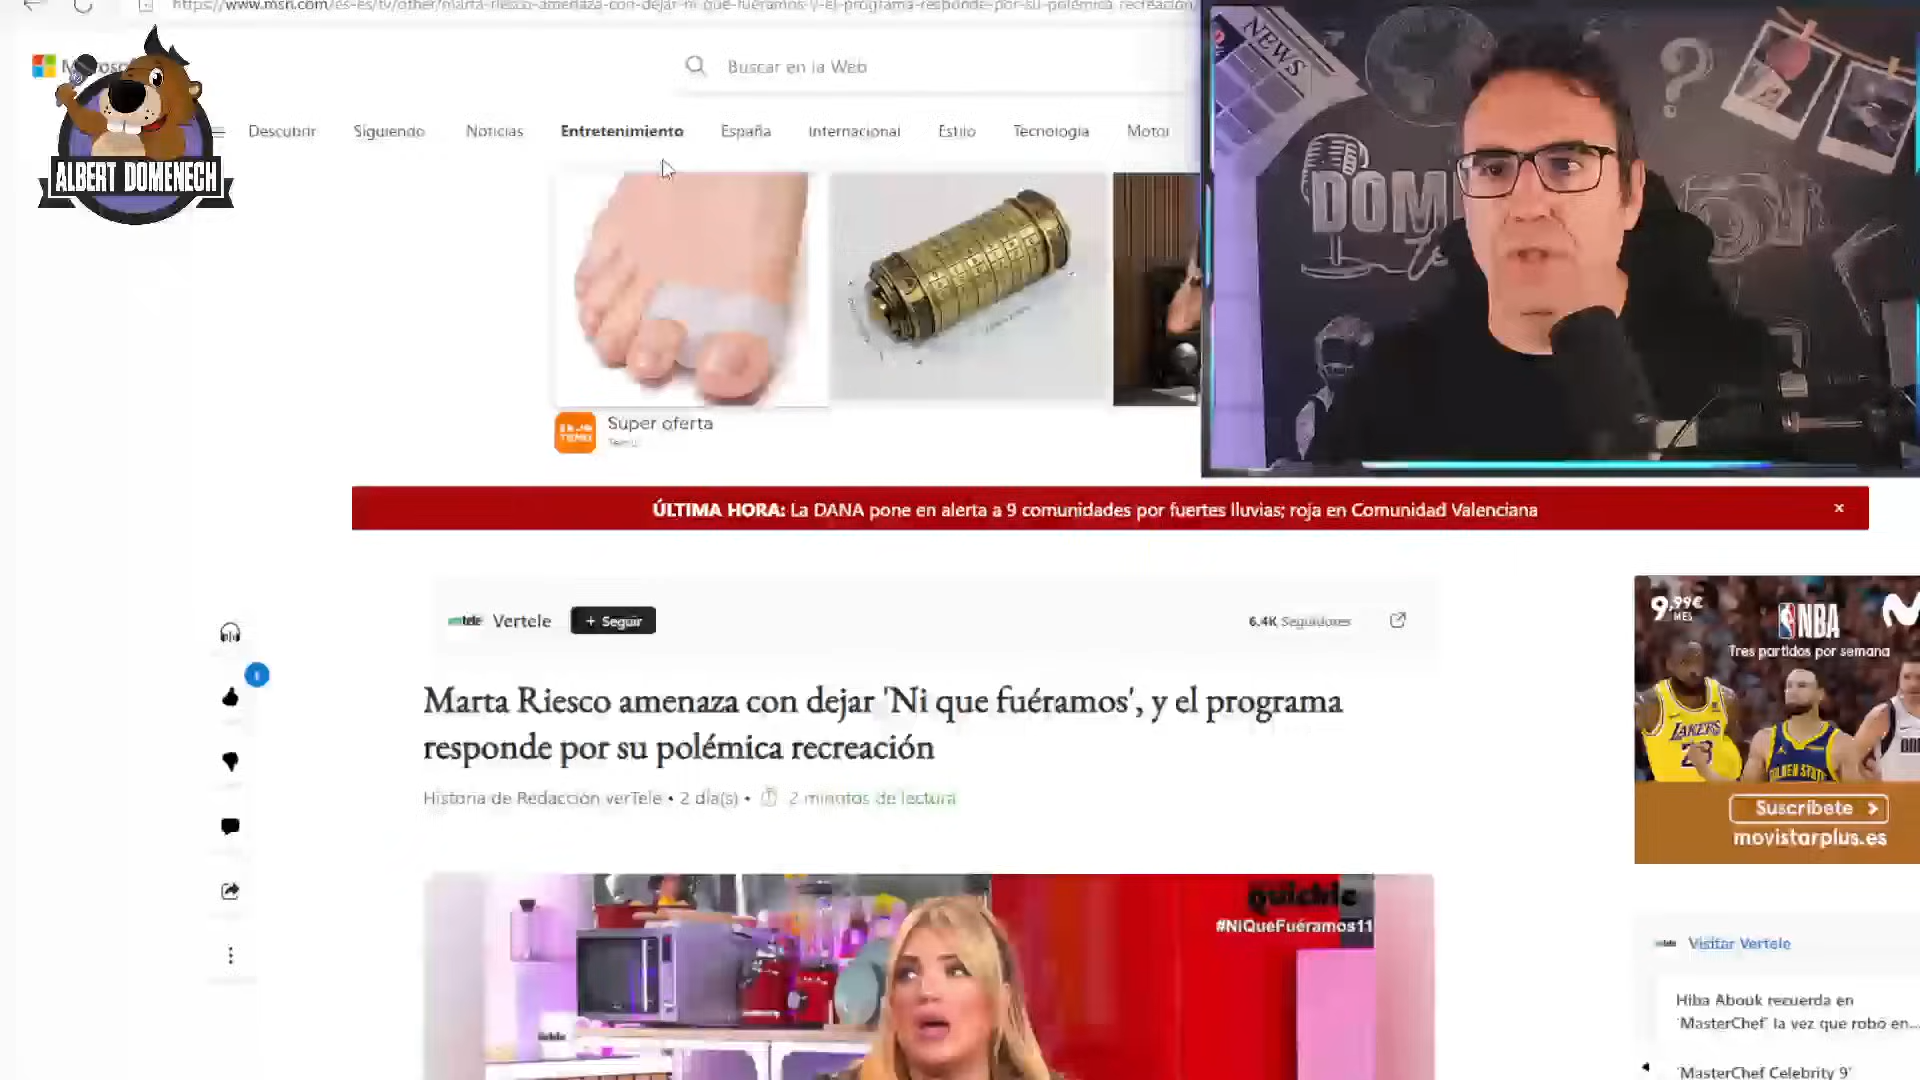 https://www.msn.com/es-es/tv/other/marta-riesco-amenaza-con-dejar-ni-que-fuéramos-y-el-programa-responde-por-su-polémica-recreación
Buscar en la Web
Descubrir
Siguiendo
Noticias
Entretenimiento
España
Internacional
Estilo
Tecnología
Motor
ALBERT DOMENECH
NEWS
Super oferta
Temu
ÚLTIMA HORA: La DANA pone en alerta a 9 comunidades por fuertes lluvias; roja en Comunidad Valenciana
Vertele
+ Seguir
6.4K Seguidores
Marta Riesco amenaza con dejar 'Ni que fuéramos', y el programa
responde por su polémica recreación
Historia de Redacción verTele • 2 día(s) • 2 minutos de lectura
quickie
#NiQueFuéramos11
9,99€
MES
NBA
Tres partidos por semana
LAKERS
GOLDEN STATE
Suscríbete >
movistarplus.es
Visitar Vertele
Hiba Abouk recuerda en
'MasterChef' la vez que robó en...
'MasterChef Celebrity 9'